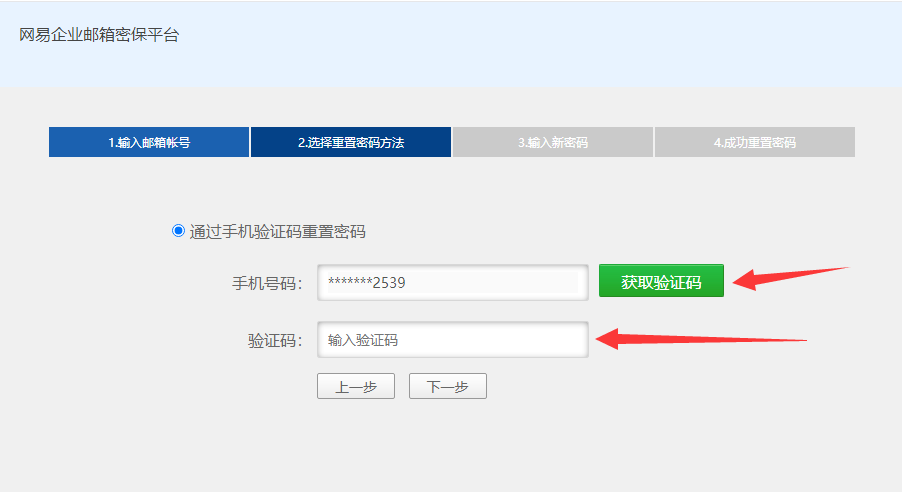 网易企业邮箱密保平台
1.输入邮箱帐号 2.选择重置密码方法 3.输入新密码 4.成功重置密码
通过手机验证码重置密码
手机号码： *******2539 获取验证码
验证码： 输入验证码
上一步 下一步